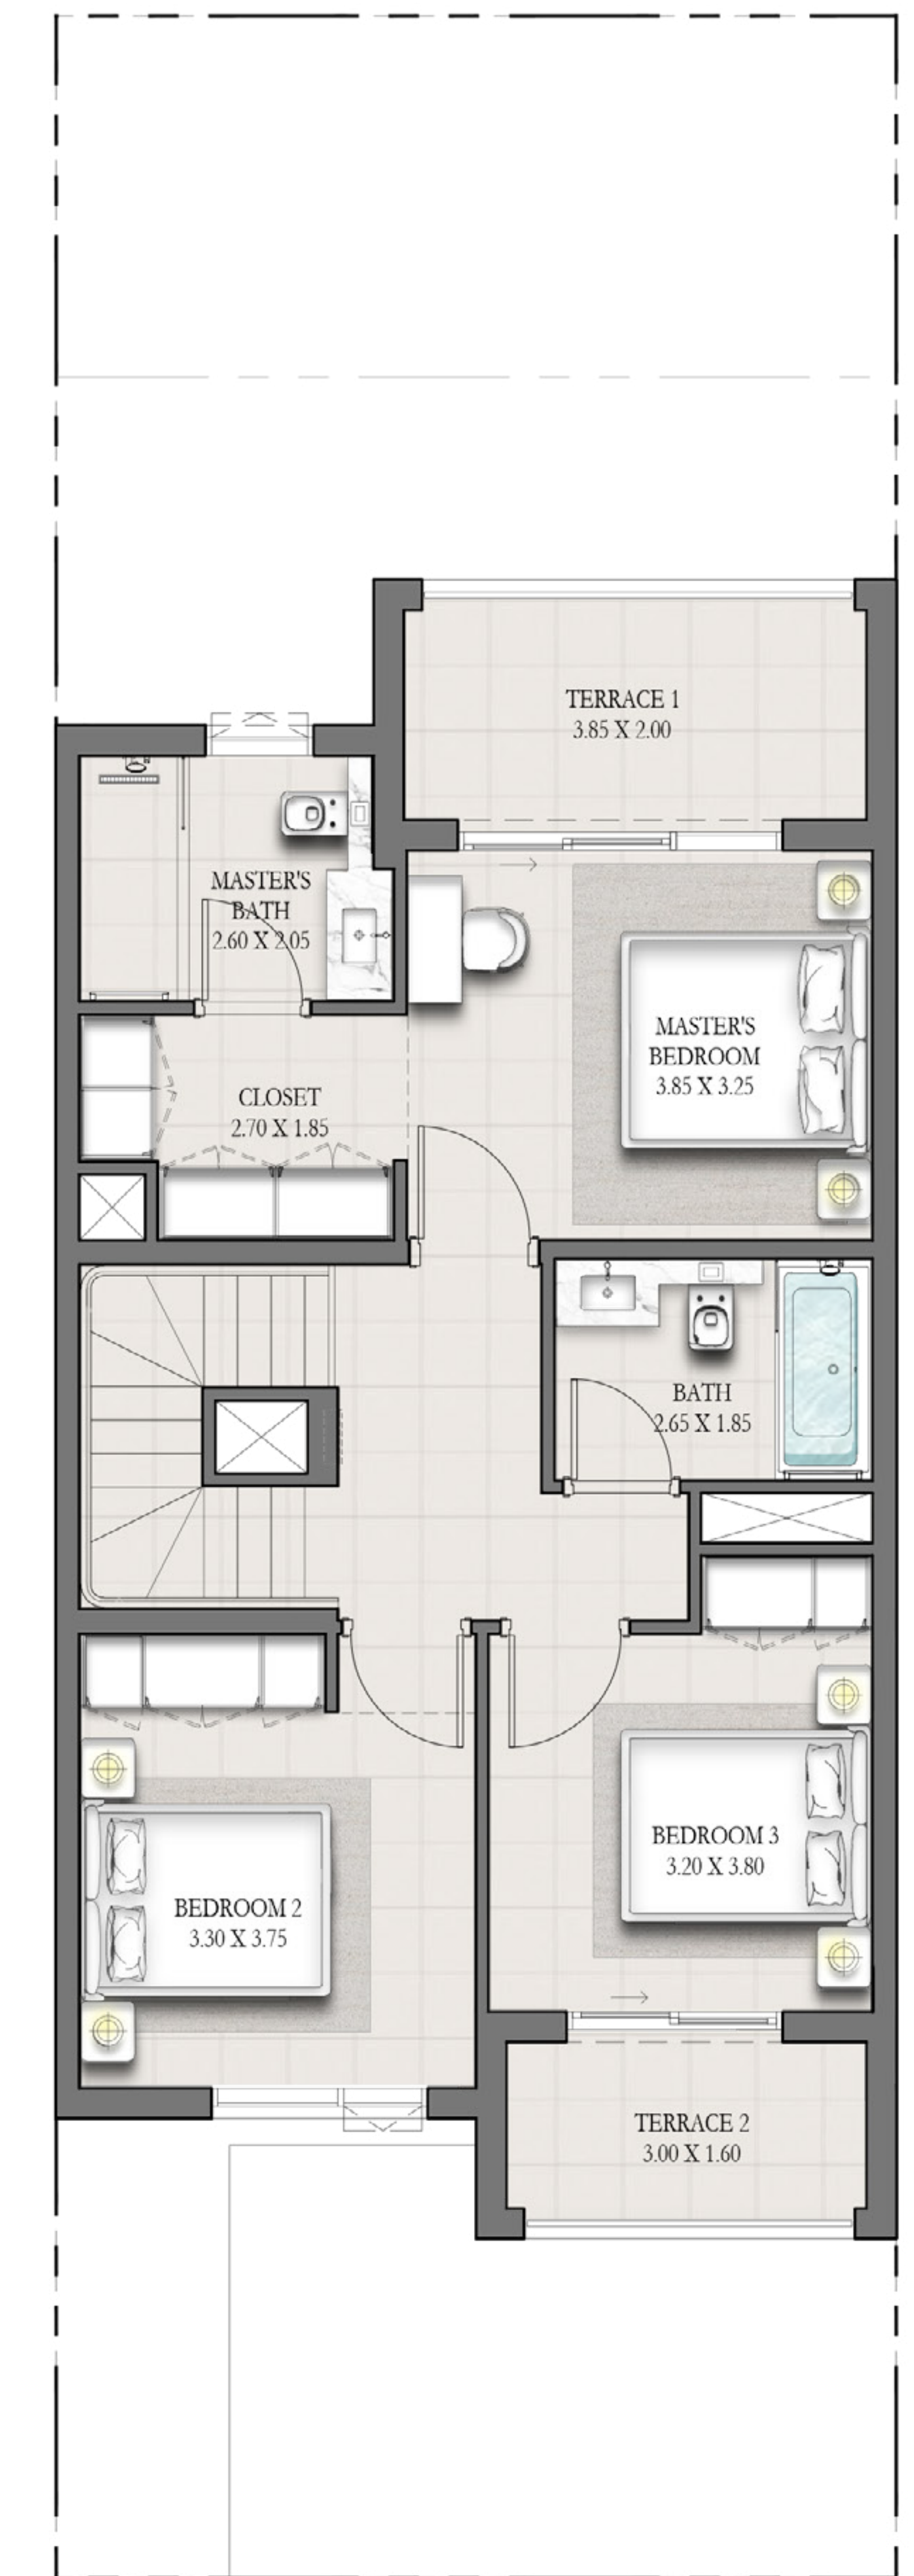 TERRACE 1
3.85 X 2.00
MASTER'S
BATH
2.60 X 2.05
MASTER'S
BEDROOM
3.85 X 3.25
CLOSET
2.70 X 1.85
BATH
2.65 X 1.85
BEDROOM 3
3.20 X 3.80
BEDROOM 2
3.30 X 3.75
TERRACE 2
3.00 X 1.60